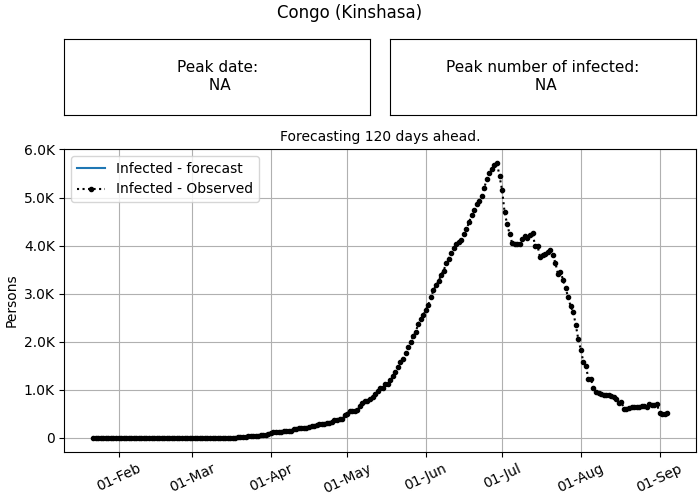 Congo (Kinshasa)
Peak date:
NA
Peak number of infected:
NA
Forecasting 120 days ahead.
Infected - forecast
Infected - Observed
6.0K
5.0K
4.0K
3.0K
2.0K
1.0K
0
Persons
01-Feb
01-Mar
01-Apr
01-May
01-Jun
01-Jul
01-Aug
01-Sep